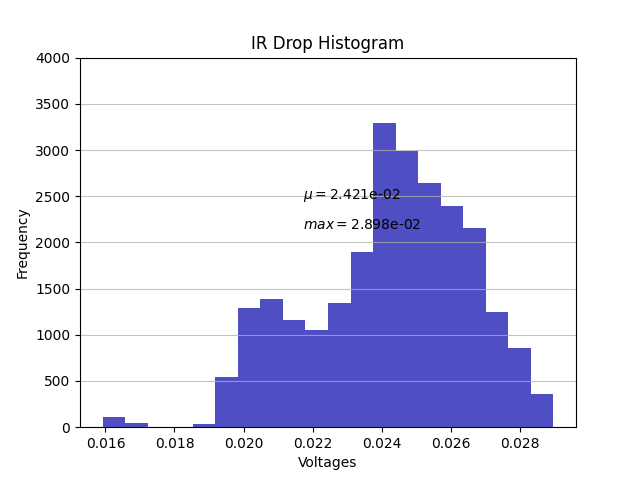 IR Drop Histogram
4000
3500
3000
2500
2000
1500
1000
500
0
Frequency
μ = 2.421e-02
max = 2.898e-02
0.016 0.018 0.020 0.022 0.024 0.026 0.028
Voltages